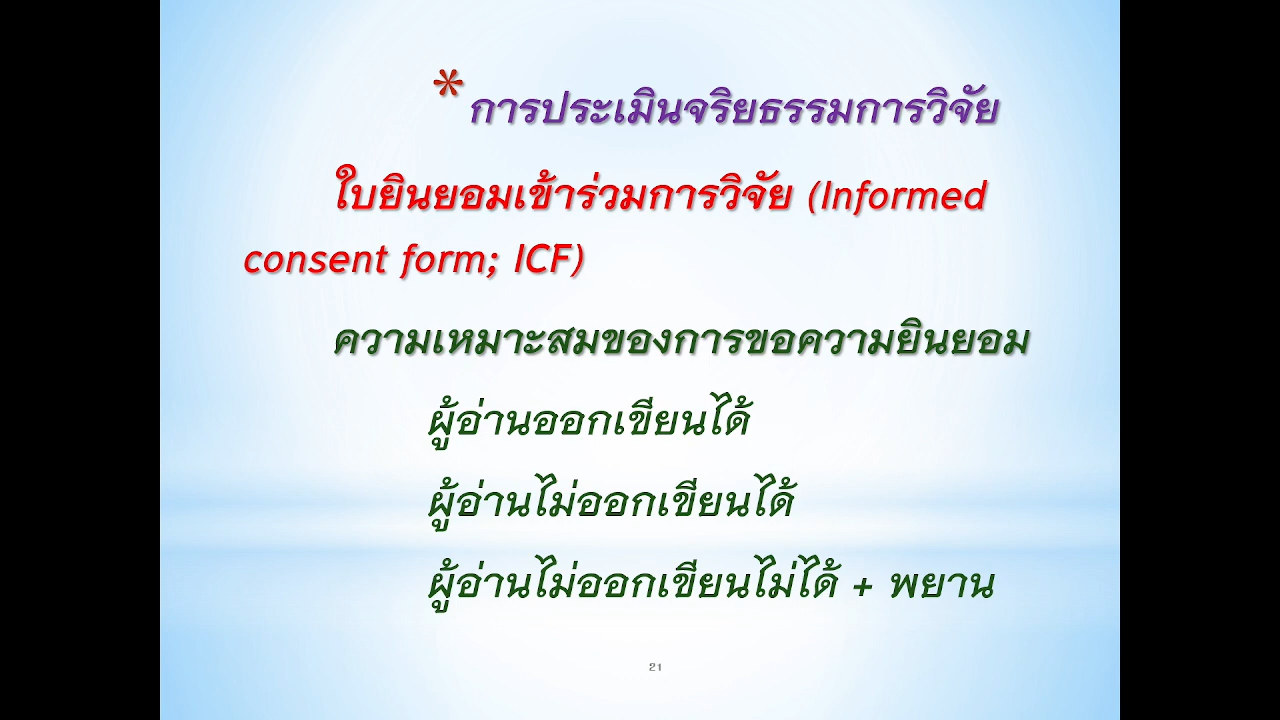 *การประเมินจริยธรรมการวิจัย
ใบยินยอมเข้าร่วมการวิจัย (Informed
consent form; ICF)
ความเหมาะสมของการขอความยินยอม
ผู้อ่านออกเขียนได้
ผู้อ่านไม่ออกเขียนได้
ผู้อ่านไม่ออกเขียนไม่ได้ + พยาน
21